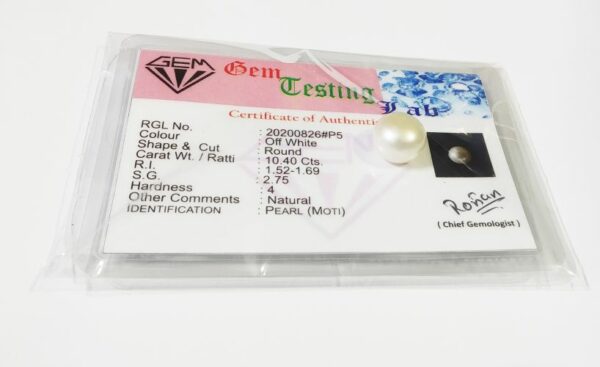 GEM
Gem
Testing
Lab
Certificate of Authenti
RGL No. : 20200826#P5
Colour : Off White
Shape & Cut : Round
Carat Wt. / Ratti : 10.40 Cts.
R.I. : 1.52-1.69
S.G. : 2.75
Hardness : 4
Other Comments : Natural
IDENTIFICATION : PEARL (MOTI)
Roman
( Chief Gemologist )